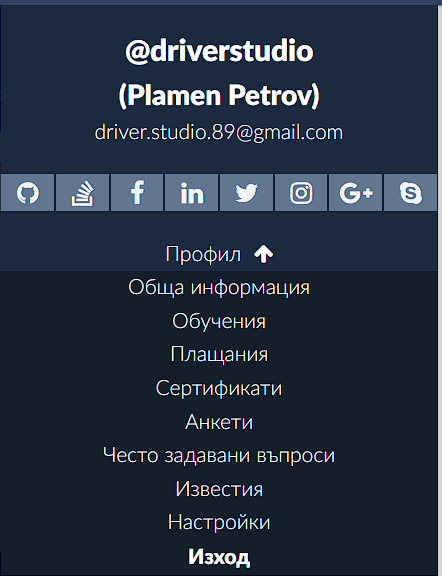 @driverstudio
(Plamen Petrov)
driver.studio.89@gmail.com
Профил
Обща информация
Обучения
Плащания
Сертификати
Анкети
Често задавани въпроси
Известия
Настройки
Изход